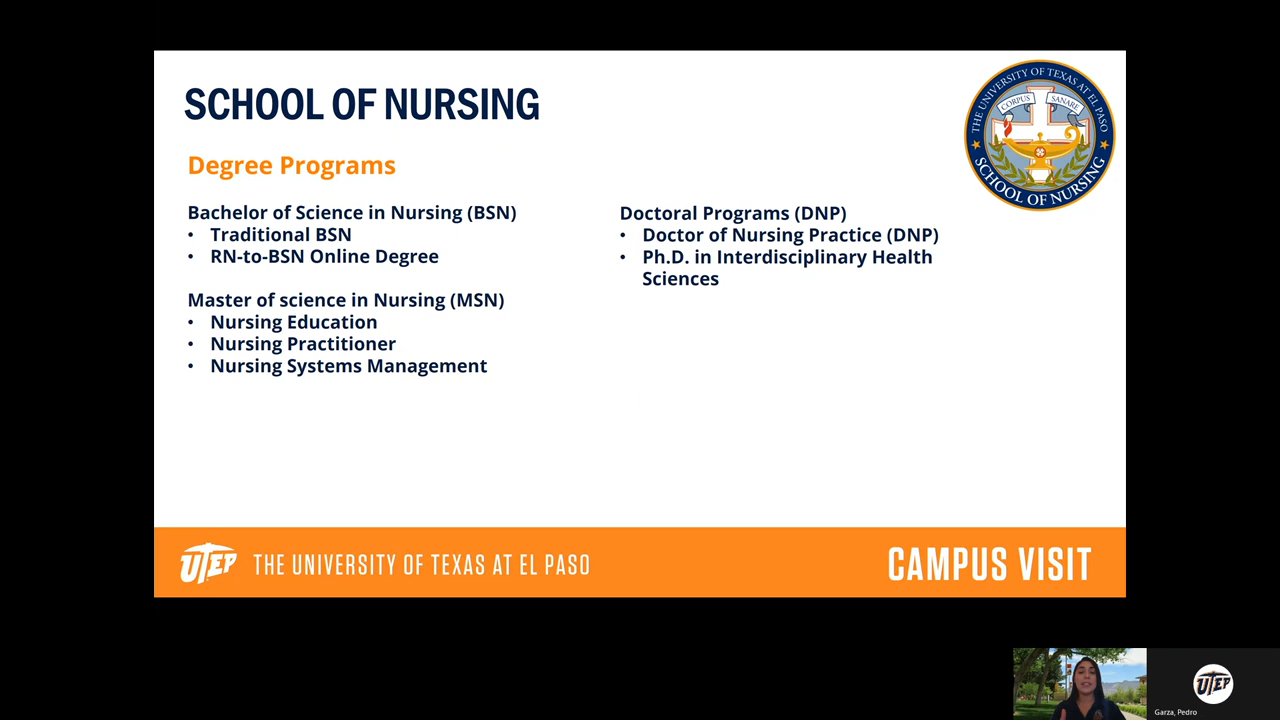 SCHOOL OF NURSING
THE UNIVERSITY OF TEXAS AT EL PASO
CORPUS SANARE
SCHOOL OF NURSING
Degree Programs
Bachelor of Science in Nursing (BSN)
• Traditional BSN
• RN-to-BSN Online Degree
Master of science in Nursing (MSN)
• Nursing Education
• Nursing Practitioner
• Nursing Systems Management
Doctoral Programs (DNP)
• Doctor of Nursing Practice (DNP)
• Ph.D. in Interdisciplinary Health
Sciences
UTEP THE UNIVERSITY OF TEXAS AT EL PASO
CAMPUS VISIT
UTEP
Garza, Pedro